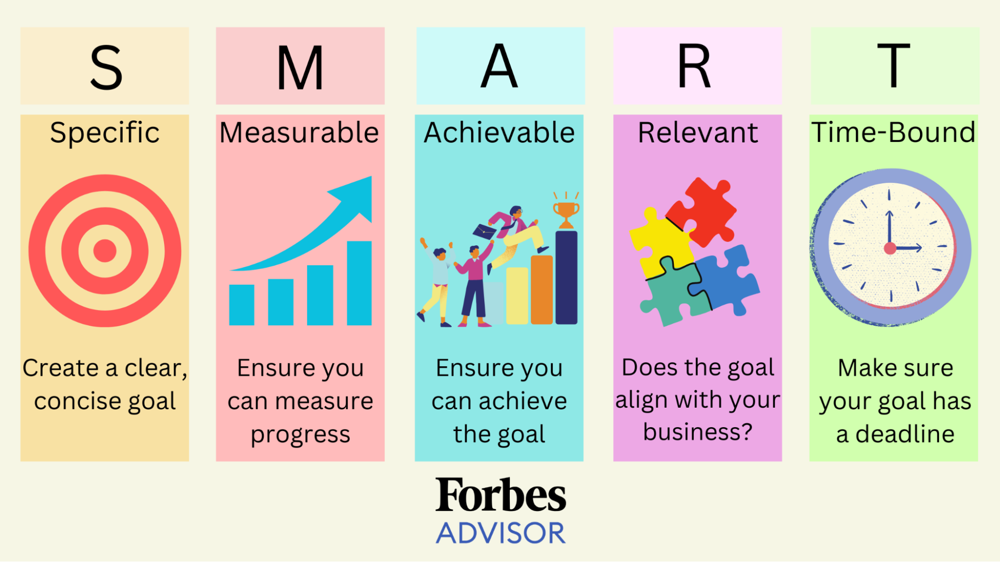 S
M
A
R
T
Specific
Measurable
Achievable
Relevant
Time-Bound
Create a clear,
concise goal
Ensure you
can measure
progress
Ensure you
can achieve
the goal
Does the goal
align with your
business?
Make sure
your goal has
a deadline
Forbes
ADVISOR